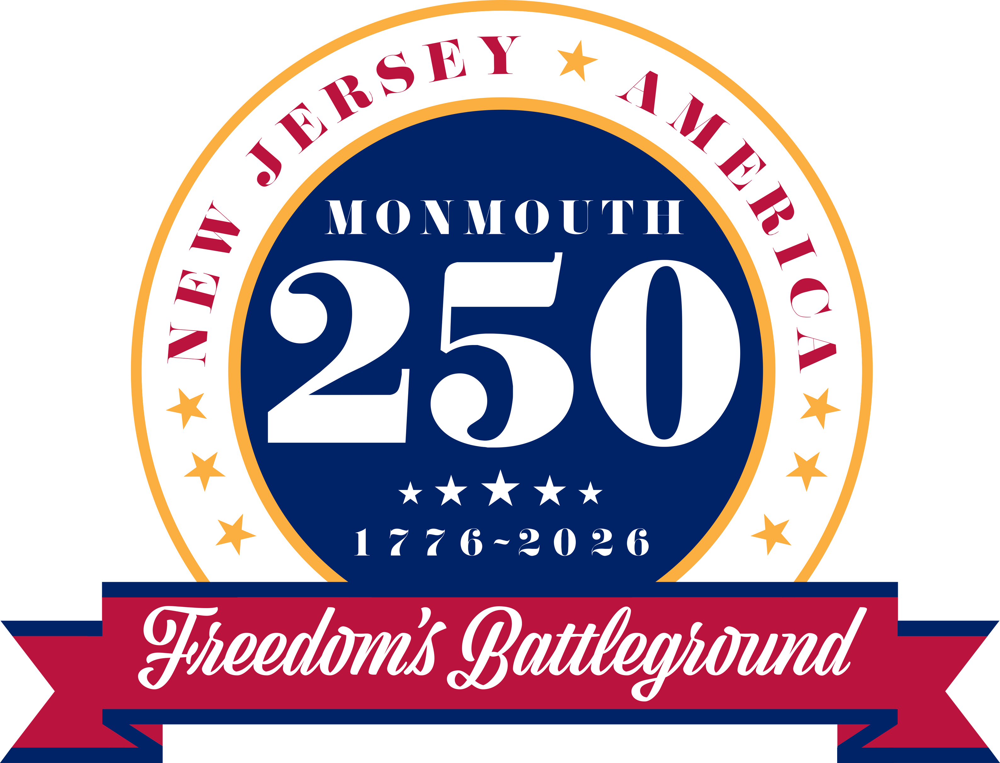 NEW JERSEY ★ AMERICA
MONMOUTH
250
1776~2026
Freedom's Battleground